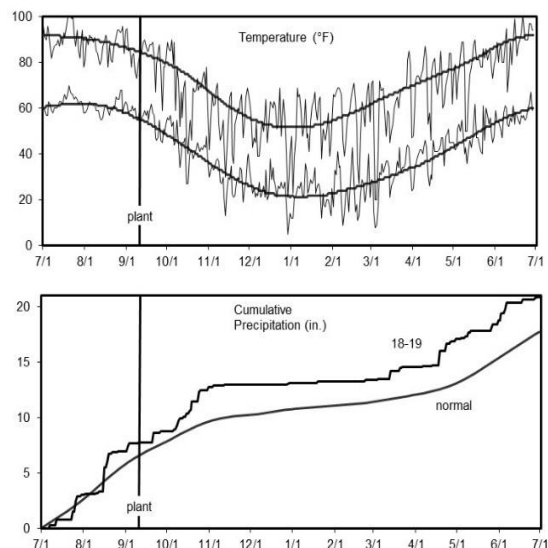 100
Temperature (°F)
80
60
40
20
plant
0
7/1 8/1 9/1 10/1 11/1 12/1 1/1 2/1 3/1 4/1 5/1 6/1 7/1
20
Cumulative
Precipitation (in.)
18-19
15
10
normal
5
plant
0
7/1 8/1 9/1 10/1 11/1 12/1 1/1 2/1 3/1 4/1 5/1 6/1 7/1